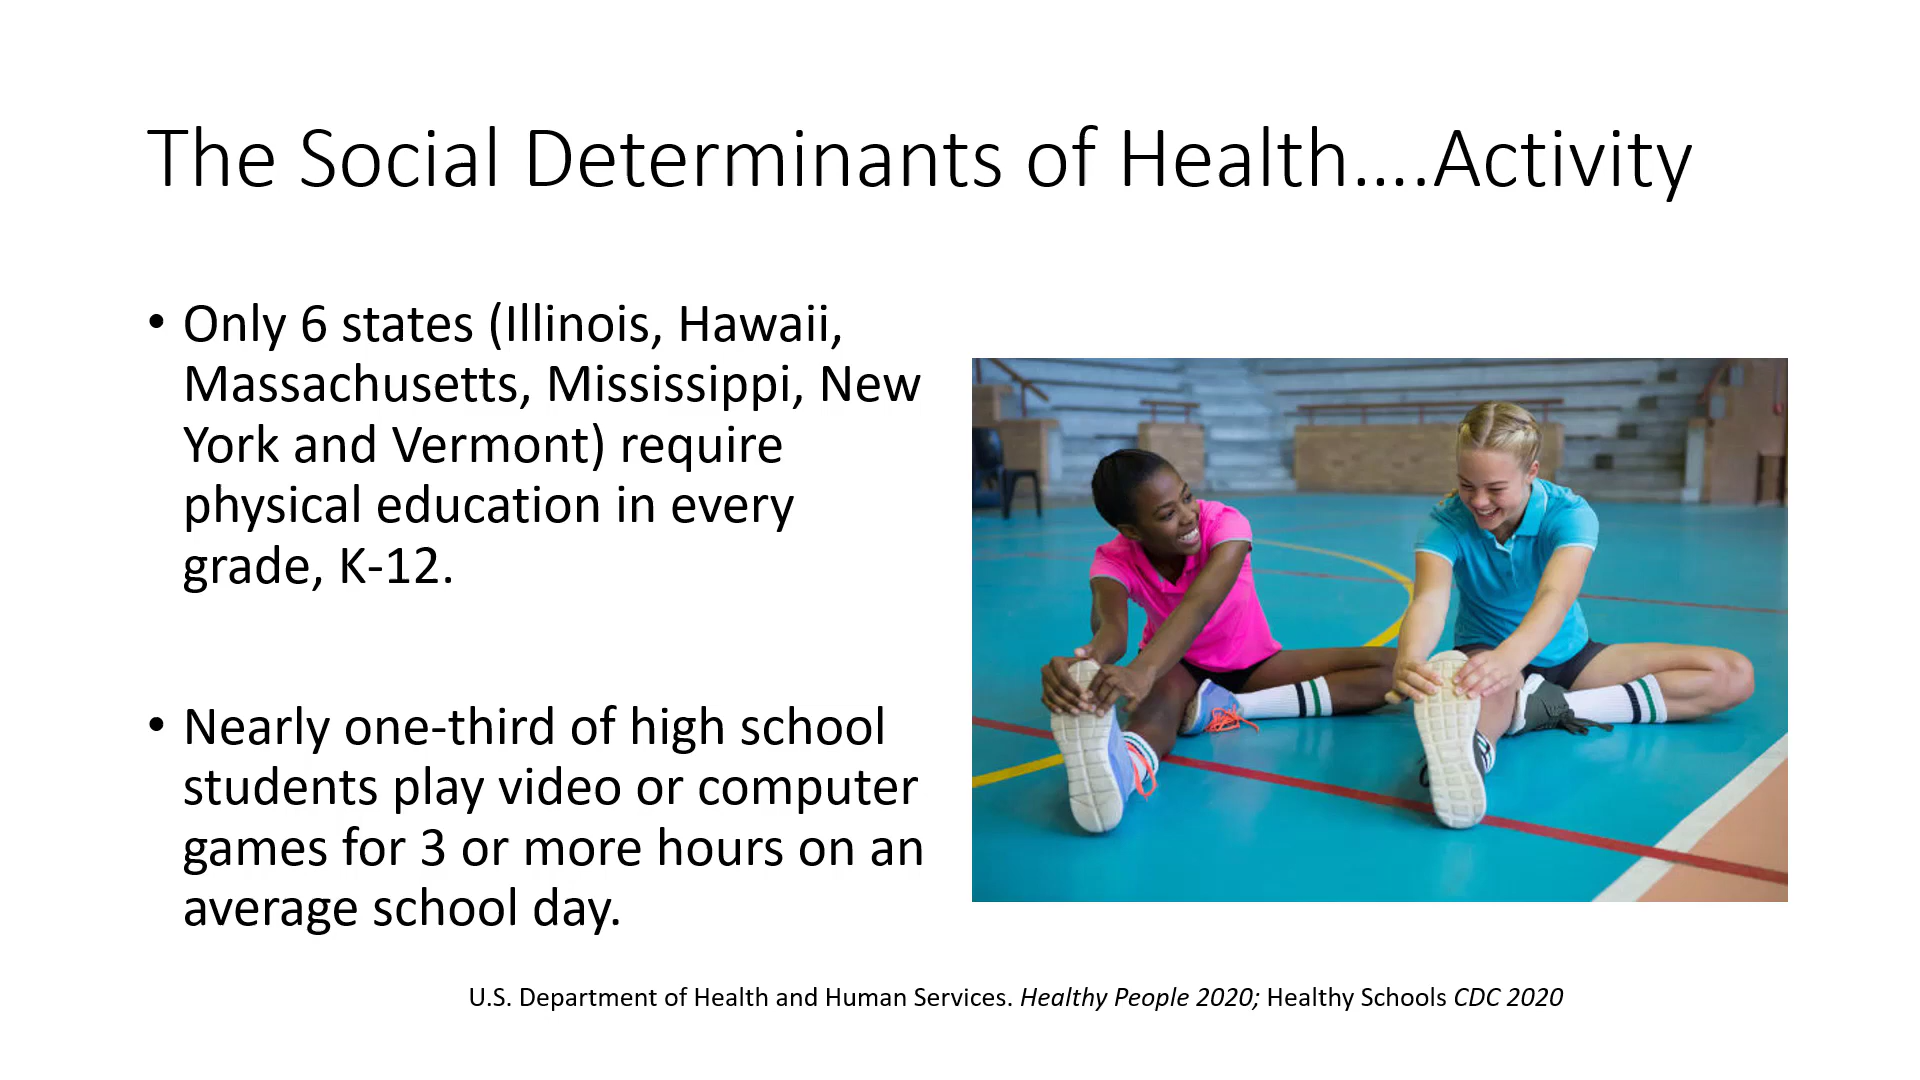 The Social Determinants of Health....Activity
• Only 6 states (Illinois, Hawaii,
Massachusetts, Mississippi, New
York and Vermont) require
physical education in every
grade, K-12.
• Nearly one-third of high school
students play video or computer
games for 3 or more hours on an
average school day.
U.S. Department of Health and Human Services. Healthy People 2020; Healthy Schools CDC 2020